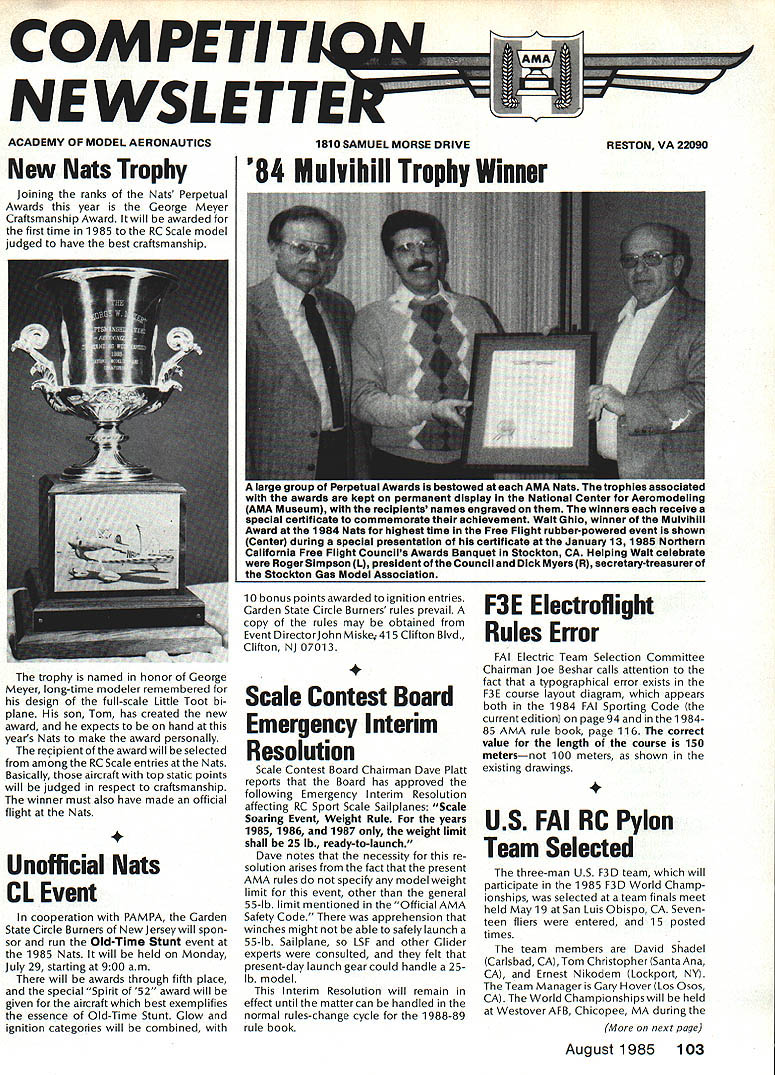 COMPETITION
NEWSLETTER
AMA
ACADEMY OF MODEL AERONAUTICS
1810 SAMUEL MORSE DRIVE
RESTON, VA 22090
New Nats Trophy
Joining the ranks of the Nats' Perpetual
Awards this year is the George Meyer
Craftsmanship Award. It will be awarded for
the first time in 1985 to the RC Scale model
judged to have the best craftsmanship.
THE
The trophy is named in honor of George
Meyer, long-time modeler remembered for
his design of the full-scale Little Toot bi-
plane. His son, Tom, has created the new
award, and he expects to be on hand at this
year's Nats to make the award personally.
The recipient of the award will be selected
from among the RC Scale entries at the Nats.
Basically, those aircraft with top static points
will be judged in respect to craftsmanship.
The winner must also have made an official
flight at the Nats.
Unofficial Nats
CL Event
In cooperation with PAMPA, the Garden
State Circle Burners of New Jersey will spon-
sor and run the Old-Time Stunt event at
the 1985 Nats. It will be held on Monday,
July 29, starting at 9:00 a.m.
There will be awards through fifth place,
and the special "Spirit of '52" award will be
given for the aircraft which best exemplifies
the essence of Old-Time Stunt. Glow and
ignition categories will be combined, with
'84 Mulvihill Trophy Winner
A large group of Perpetual Awards is bestowed at each AMA Nats. The trophies associated
with the awards are kept on permanent display in the National Center for Aeromodeling
(AMA Museum), with the recipients' names engraved on them. The winners each receive a
special certificate to commemorate their achievement. Walt Ghio, winner of the Mulvihill
Award at the 1984 Nats for highest time in the Free Flight rubber-powered event is shown
(Center) during a special presentation of his certificate at the January 13, 1985 Northern
California Free Flight Council's Awards Banquet in Stockton, CA. Helping Walt celebrate
were Roger Simpson (L), president of the Council and Dick Myers (R), secretary-treasurer of
the Stockton Gas Model Association.
10 bonus points awarded to ignition entries.
Garden State Circle Burners' rules prevail. A
copy of the rules may be obtained from
Event Director John Miske, 415 Clifton Blvd.,
Clifton, NJ 07013.
Scale Contest Board
Emergency Interim
Resolution
Scale Contest Board Chairman Dave Platt
reports that the Board has approved the
following Emergency Interim Resolution
affecting RC Sport Scale Sailplanes: "Scale
Soaring Event, Weight Rule. For the years
1985, 1986, and 1987 only, the weight limit
shall be 25 lb., ready-to-launch."
Dave notes that the necessity for this re-
solution arises from the fact that the present
AMA rules do not specify any model weight
limit for this event, other than the general
55-lb. limit mentioned in the "Official AMA
Safety Code." There was apprehension that
winches might not be able to safely launch a
55-lb. Sailplane, so LSF and other Glider
experts were consulted, and they felt that
present-day launch gear could handle a 25-
lb. model.
This Interim Resolution will remain in
effect until the matter can be handled in the
normal rules-change cycle for the 1988-89
rule book.
F3E Electroflight
Rules Error
FAI Electric Team Selection Committee
Chairman Joe Beshar calls attention to the
fact that a typographical error exists in the
F3E course layout diagram, which appears
both in the 1984 FAI Sporting Code (the
current edition) on page 94 and in the 1984-
85 AMA rule book, page 116. The correct
value for the length of the course is 150
meters—not 100 meters, as shown in the
existing drawings.
U.S. FAI RC Pylon
Team Selected
The three-man U.S. F3D team, which will
participate in the 1985 F3D World Champ-
ionships, was selected at a team finals meet
held May 19 at San Luis Obispo, CA. Seven-
teen fliers were entered, and 15 posted
times.
The team members are David Shadel
(Carlsbad, CA), Tom Christopher (Santa Ana,
CA), and Ernest Nikodem (Lockport, NY).
The Team Manager is Gary Hover (Los Osos,
CA). The World Championships will be held
at Westover AFB, Chicopee, MA during the
(More on next page)
August 1985 103